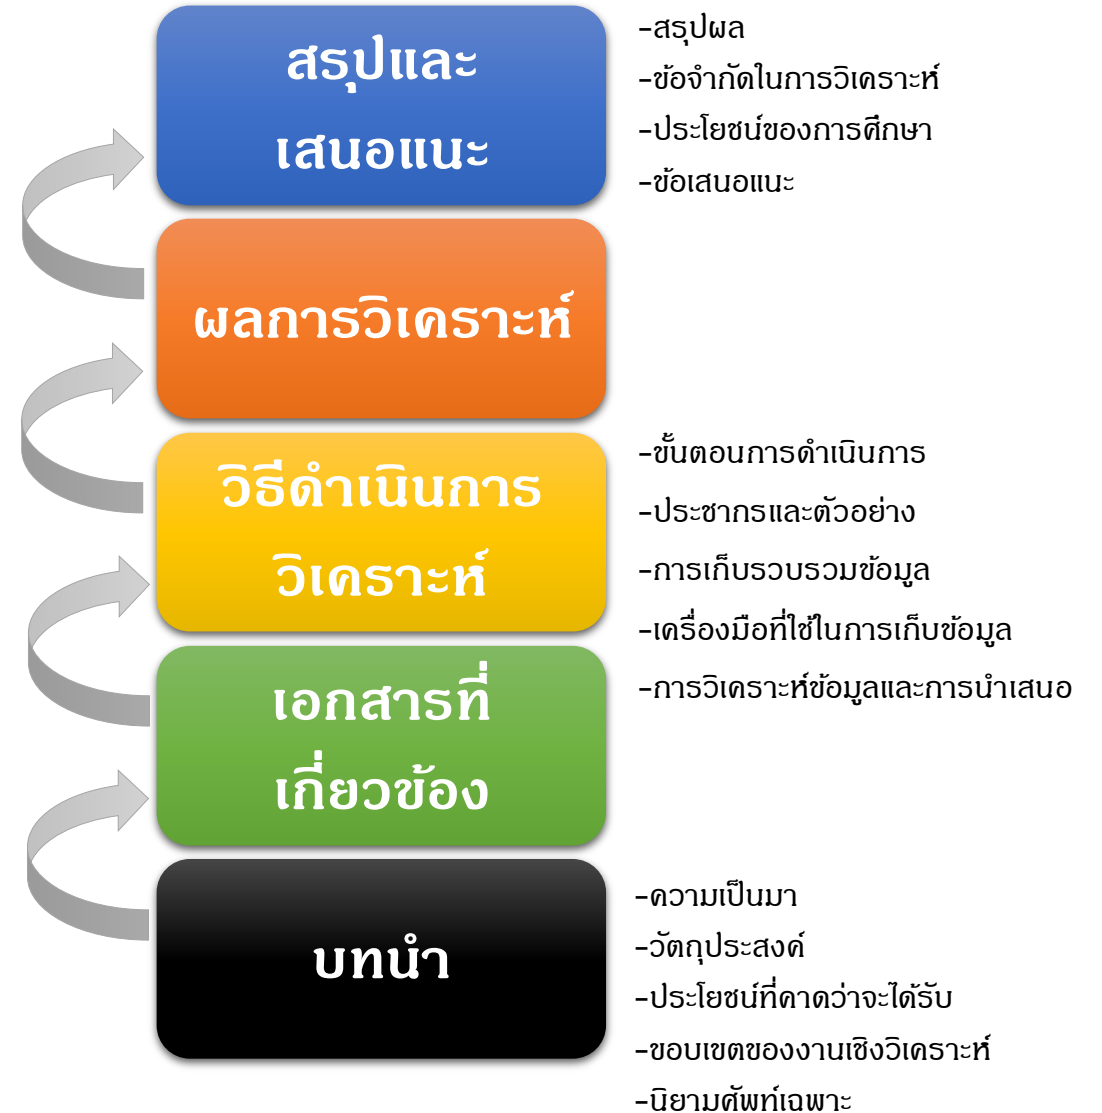 สรุปและ
เสนอแนะ
-สรุปผล
-ข้อจำกัดในการวิเคราะห์
-ประโยชน์ของการศึกษา
-ข้อเสนอแนะ
ผลการวิเคราะห์
วิธีดำเนินการ
วิเคราะห์
-ขั้นตอนการดำเนินการ
-ประชากรและตัวอย่าง
-การเก็บรวบรวมข้อมูล
-เครื่องมือที่ใช้ในการเก็บข้อมูล
-การวิเคราะห์ข้อมูลและการนำเสนอ
เอกสารที่
เกี่ยวข้อง
บทนำ
-ความเป็นมา
-วัตถุประสงค์
-ประโยชน์ที่คาดว่าจะได้รับ
-ขอบเขตของงานเชิงวิเคราะห์
-นิยามศัพท์เฉพาะ